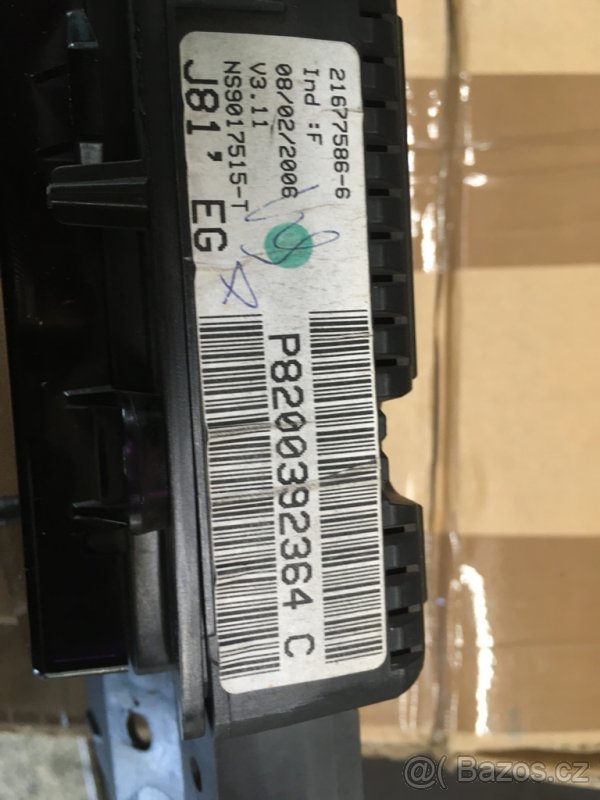 21677586-6
Ind :F
08/02/2006
V3.11
NS9017515-T
J81' EG
P8200392364 C
@( Bazos.cz